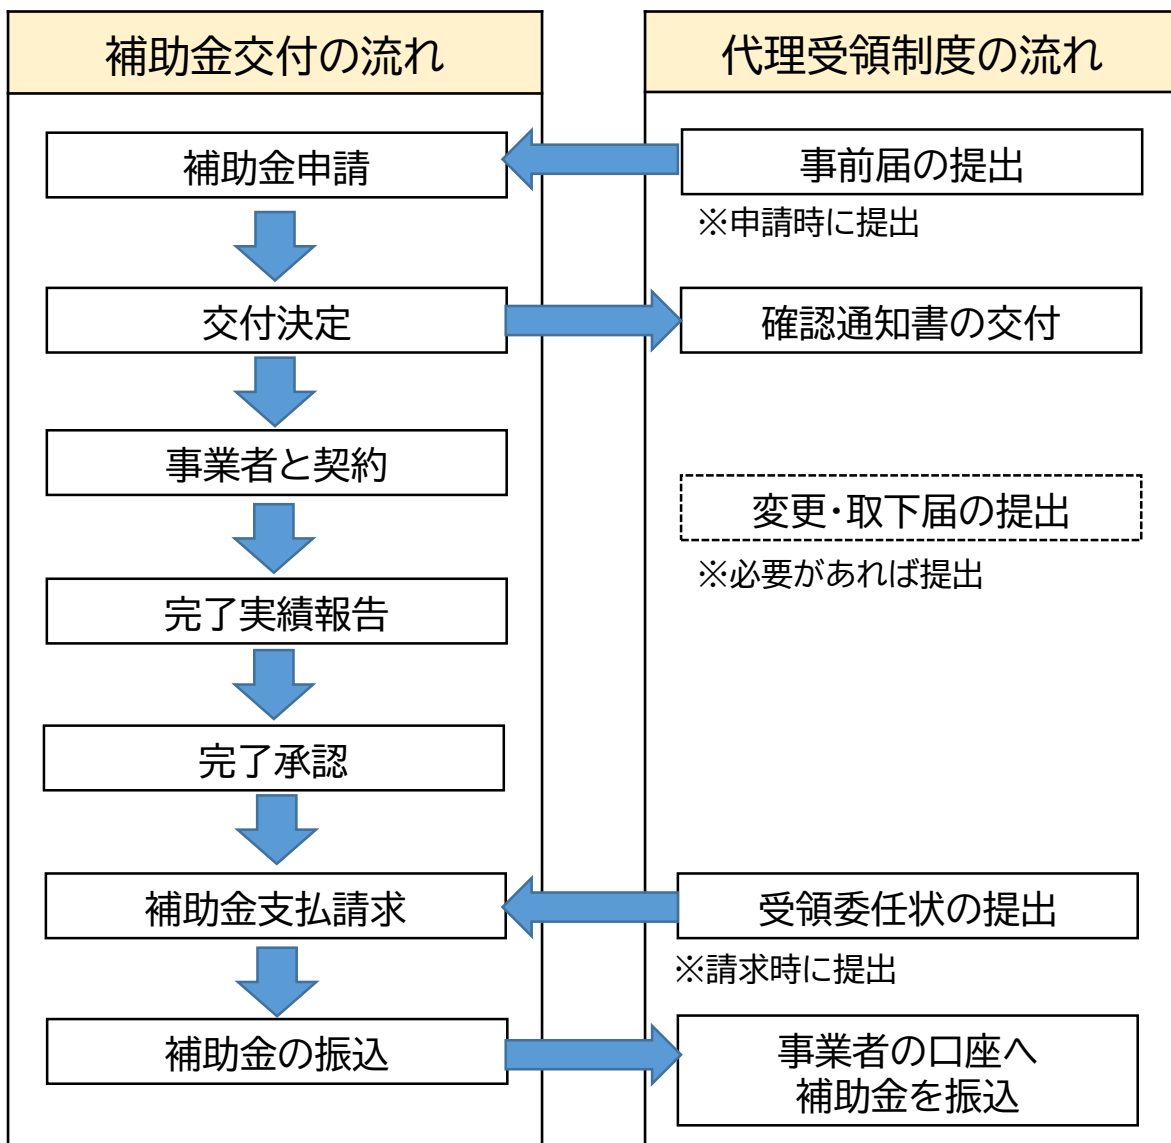 補助金交付の流れ
代理受領制度の流れ
補助金申請
事前届の提出
※申請時に提出
交付決定
確認通知書の交付
事業者と契約
変更・取下届の提出
※必要があれば提出
完了実績報告
完了承認
補助金支払請求
受領委任状の提出
※請求時に提出
補助金の振込
事業者の口座へ
補助金を振込